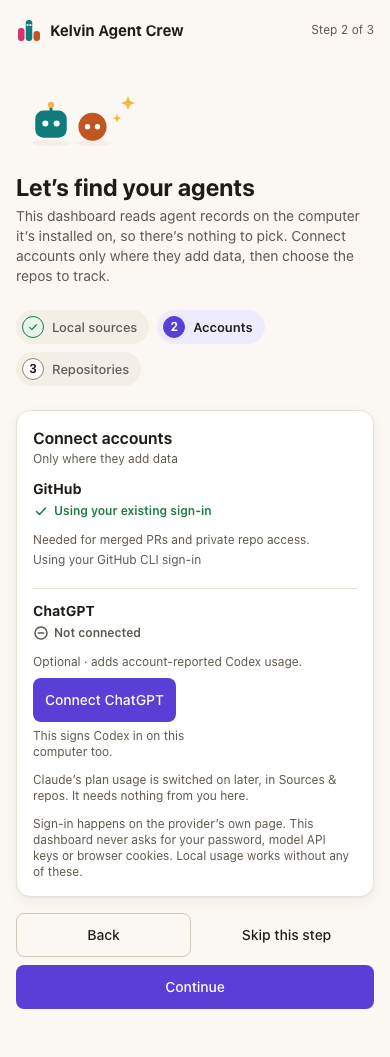 Kelvin Agent Crew
Step 2 of 3
Let’s find your agents
This dashboard reads agent records on the computer
it’s installed on, so there’s nothing to pick. Connect
accounts only where they add data, then choose the
repos to track.
Local sources
2 Accounts
3 Repositories
Connect accounts
Only where they add data
GitHub
Using your existing sign-in
Needed for merged PRs and private repo access.
Using your GitHub CLI sign-in
ChatGPT
Not connected
Optional · adds account-reported Codex usage.
Connect ChatGPT
This signs Codex in on this
computer too.
Claude’s plan usage is switched on later, in Sources &
repos. It needs nothing from you here.
Sign-in happens on the provider’s own page. This
dashboard never asks for your password, model API
keys or browser cookies. Local usage works without any
of these.
Back
Skip this step
Continue